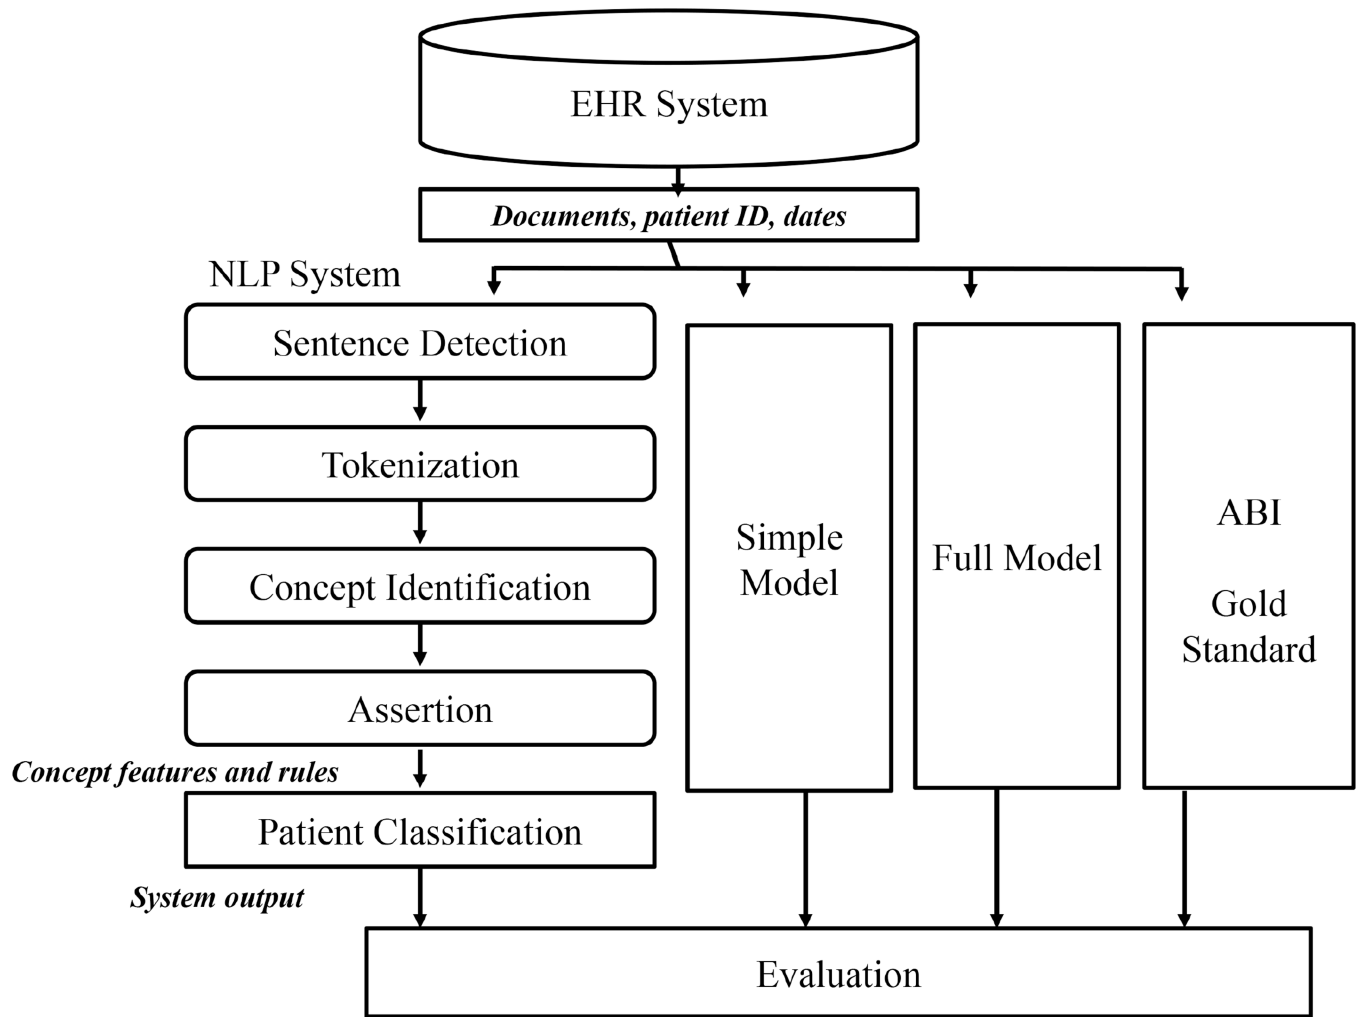 EHR System
Documents, patient ID, dates
NLP System
Sentence Detection
Tokenization
Concept Identification
Assertion
Concept features and rules
Patient Classification
System output
Simple
Model
Full Model
ABI
Gold
Standard
Evaluation